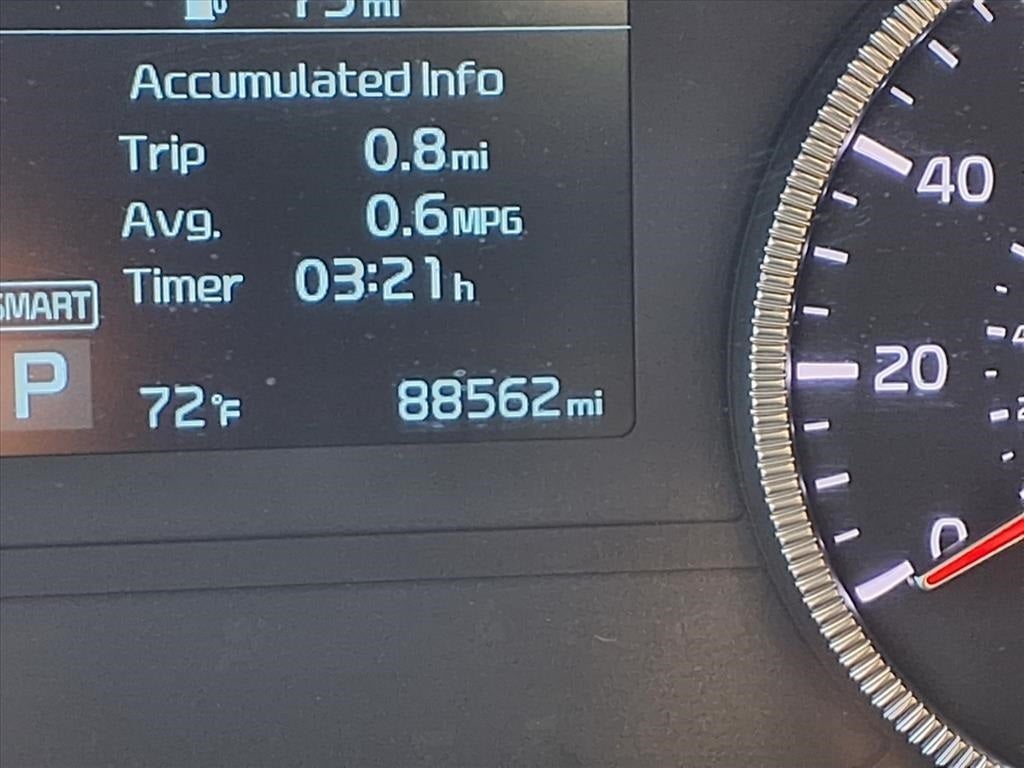 Accumulated Info
Trip 0.8mi
Avg. 0.6MPG
Timer 03:21h
SMART
P 72°F 88562mi
40
20
0